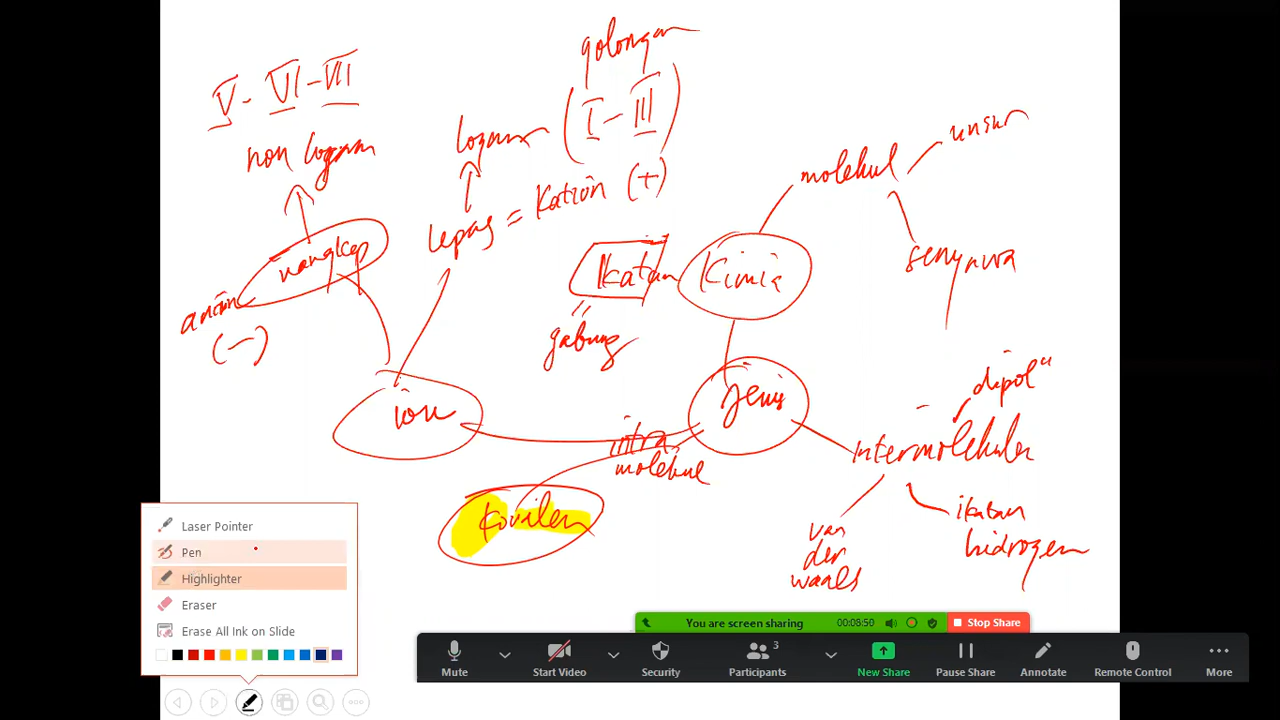 golongan
V - VI - VII
non logam
logam (I - III)
molekul
unsur
lepas = Kation (+)
nangkep
anion
(-)
senyawa
Ikatan
Kimia
gabung
dipol"
ion
Jenis
intra
molekul
Intermolekuler
Kovalen
van
der
waals
ikatan
hidrogen
Laser Pointer
Pen
Highlighter
Eraser
Erase All Ink on Slide
You are screen sharing
00:08:50
Stop Share
Mute
Start Video
Security
3
Participants
New Share
Pause Share
Annotate
Remote Control
More